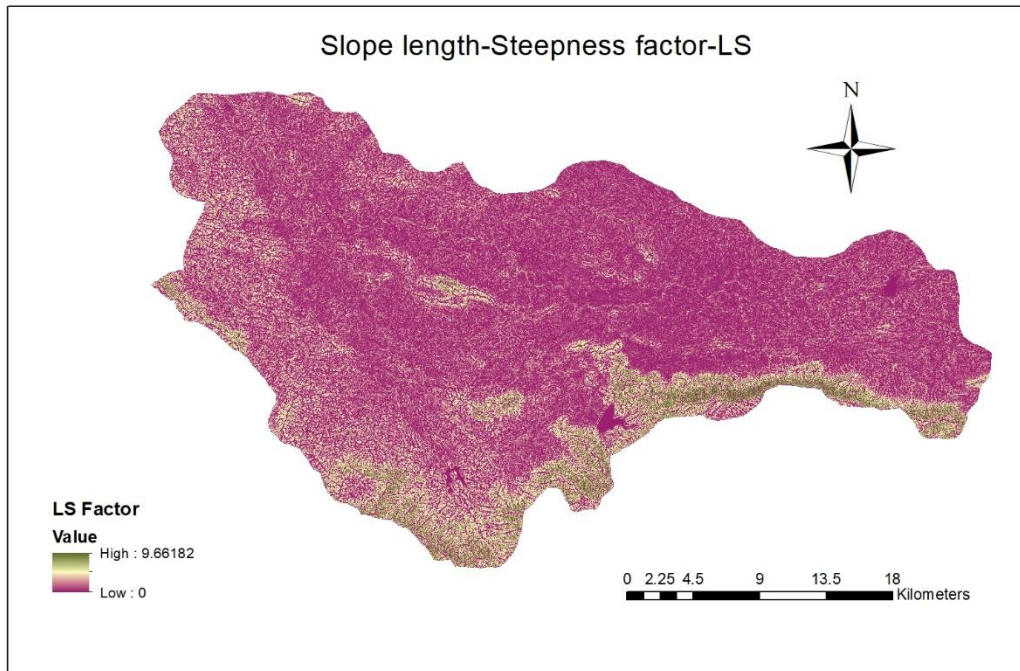 Slope length-Steepness factor-LS
N
LS Factor
Value
High : 9.66182
Low : 0
0 2.25 4.5 9 13.5 18
Kilometers